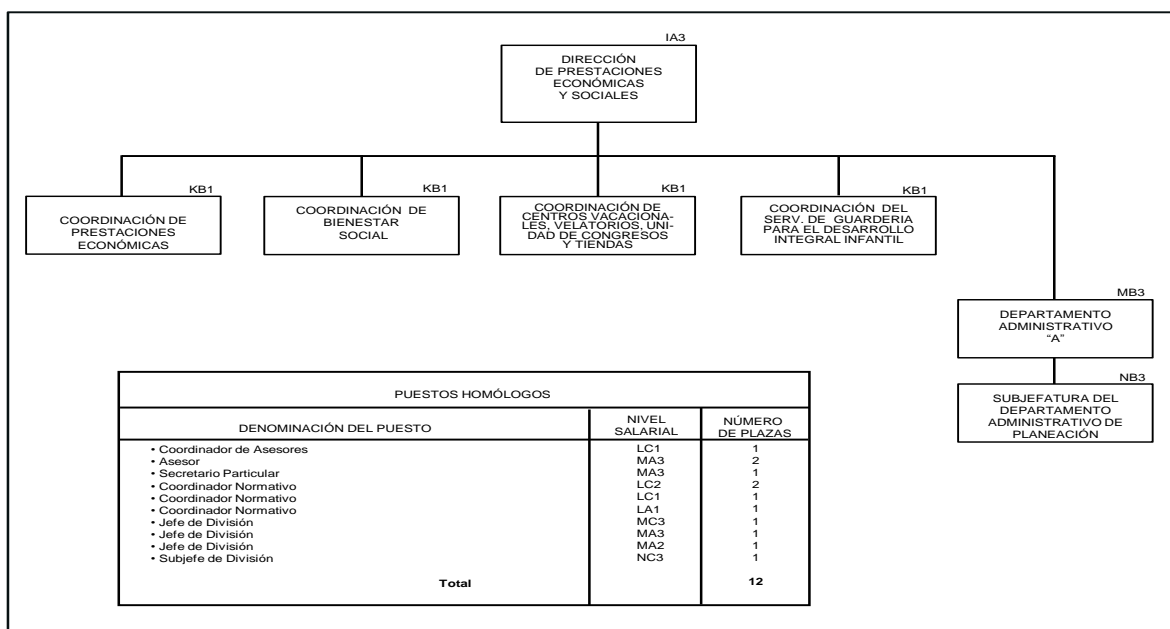 IA3
DIRECCIÓN
DE PRESTACIONES
ECONÓMICAS
Y SOCIALES
KB1
COORDINACIÓN DE
PRESTACIONES
ECONÓMICAS
KB1
COORDINACIÓN DE
BIENESTAR
SOCIAL
KB1
COORDINACIÓN DE
CENTROS VACACIONA-
LES, VELATORIOS, UNI-
DAD DE CONGRESOS
Y TIENDAS
KB1
COORDINACIÓN DEL
SERV. DE GUARDERIA
PARA EL DESARROLLO
INTEGRAL INFANTIL
MB3
DEPARTAMENTO
ADMINISTRATIVO
“A”
NB3
SUBJEFATURA DEL
DEPARTAMENTO
ADMINISTRATIVO DE
PLANEACIÓN
PUESTOS HOMÓLOGOS
DENOMINACIÓN DEL PUESTO
NIVEL
SALARIAL
NÚMERO
DE PLAZAS
• Coordinador de Asesores LC1 1
• Asesor MA3 2
• Secretario Particular MA3 1
• Coordinador Normativo LC2 2
• Coordinador Normativo LC1 1
• Coordinador Normativo LA1 1
• Jefe de División MC3 1
• Jefe de División MA3 1
• Jefe de División MA2 1
• Subjefe de División NC3 1
Total 12